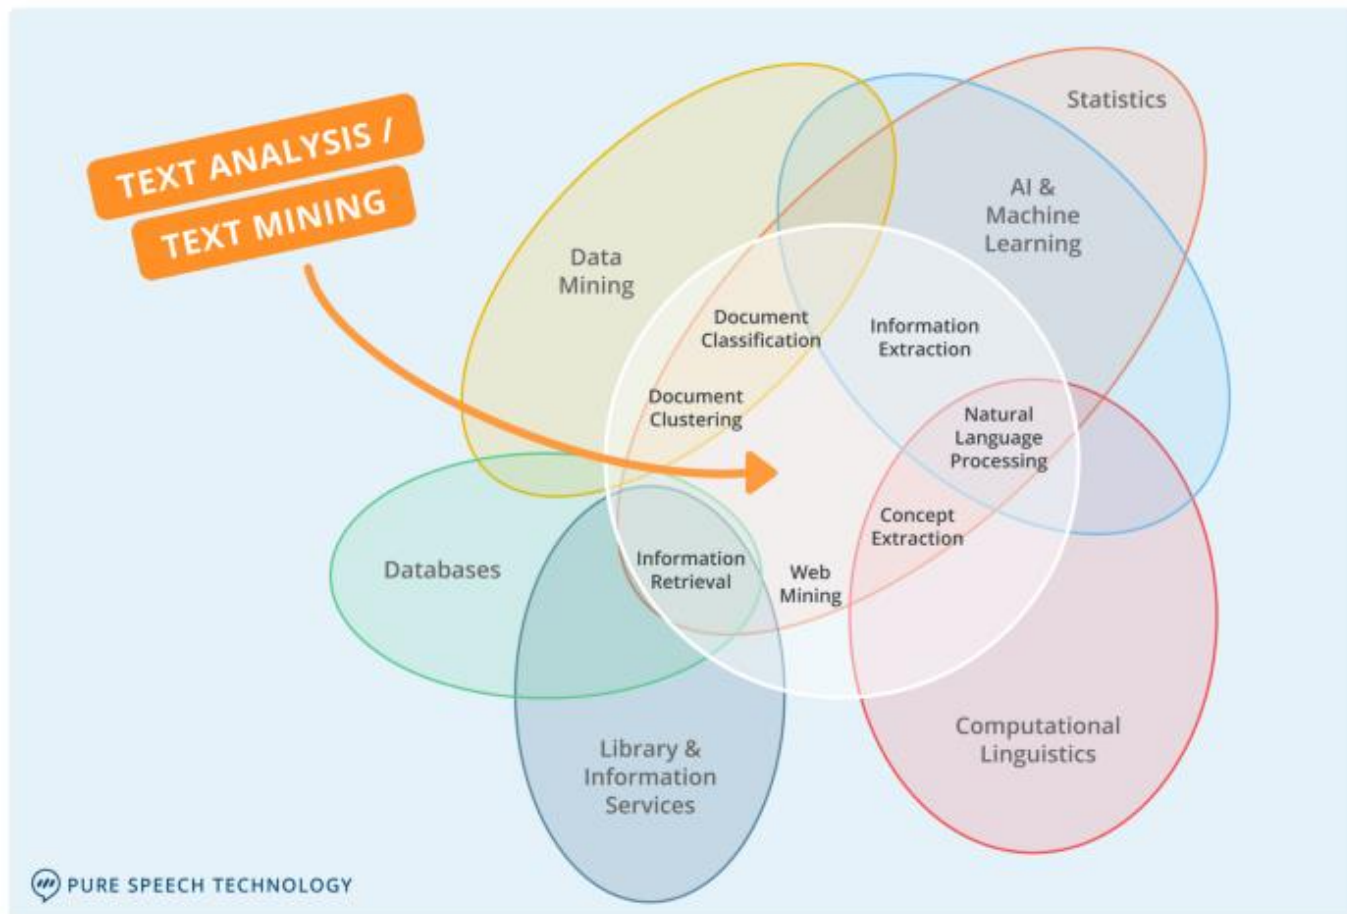 TEXT ANALYSIS /
TEXT MINING
Statistics
AI &
Machine
Learning
Data
Mining
Document
Classification
Information
Extraction
Document
Clustering
Natural
Language
Processing
Concept
Extraction
Databases
Information
Retrieval
Web
Mining
Computational
Linguistics
Library &
Information
Services
PURE SPEECH TECHNOLOGY